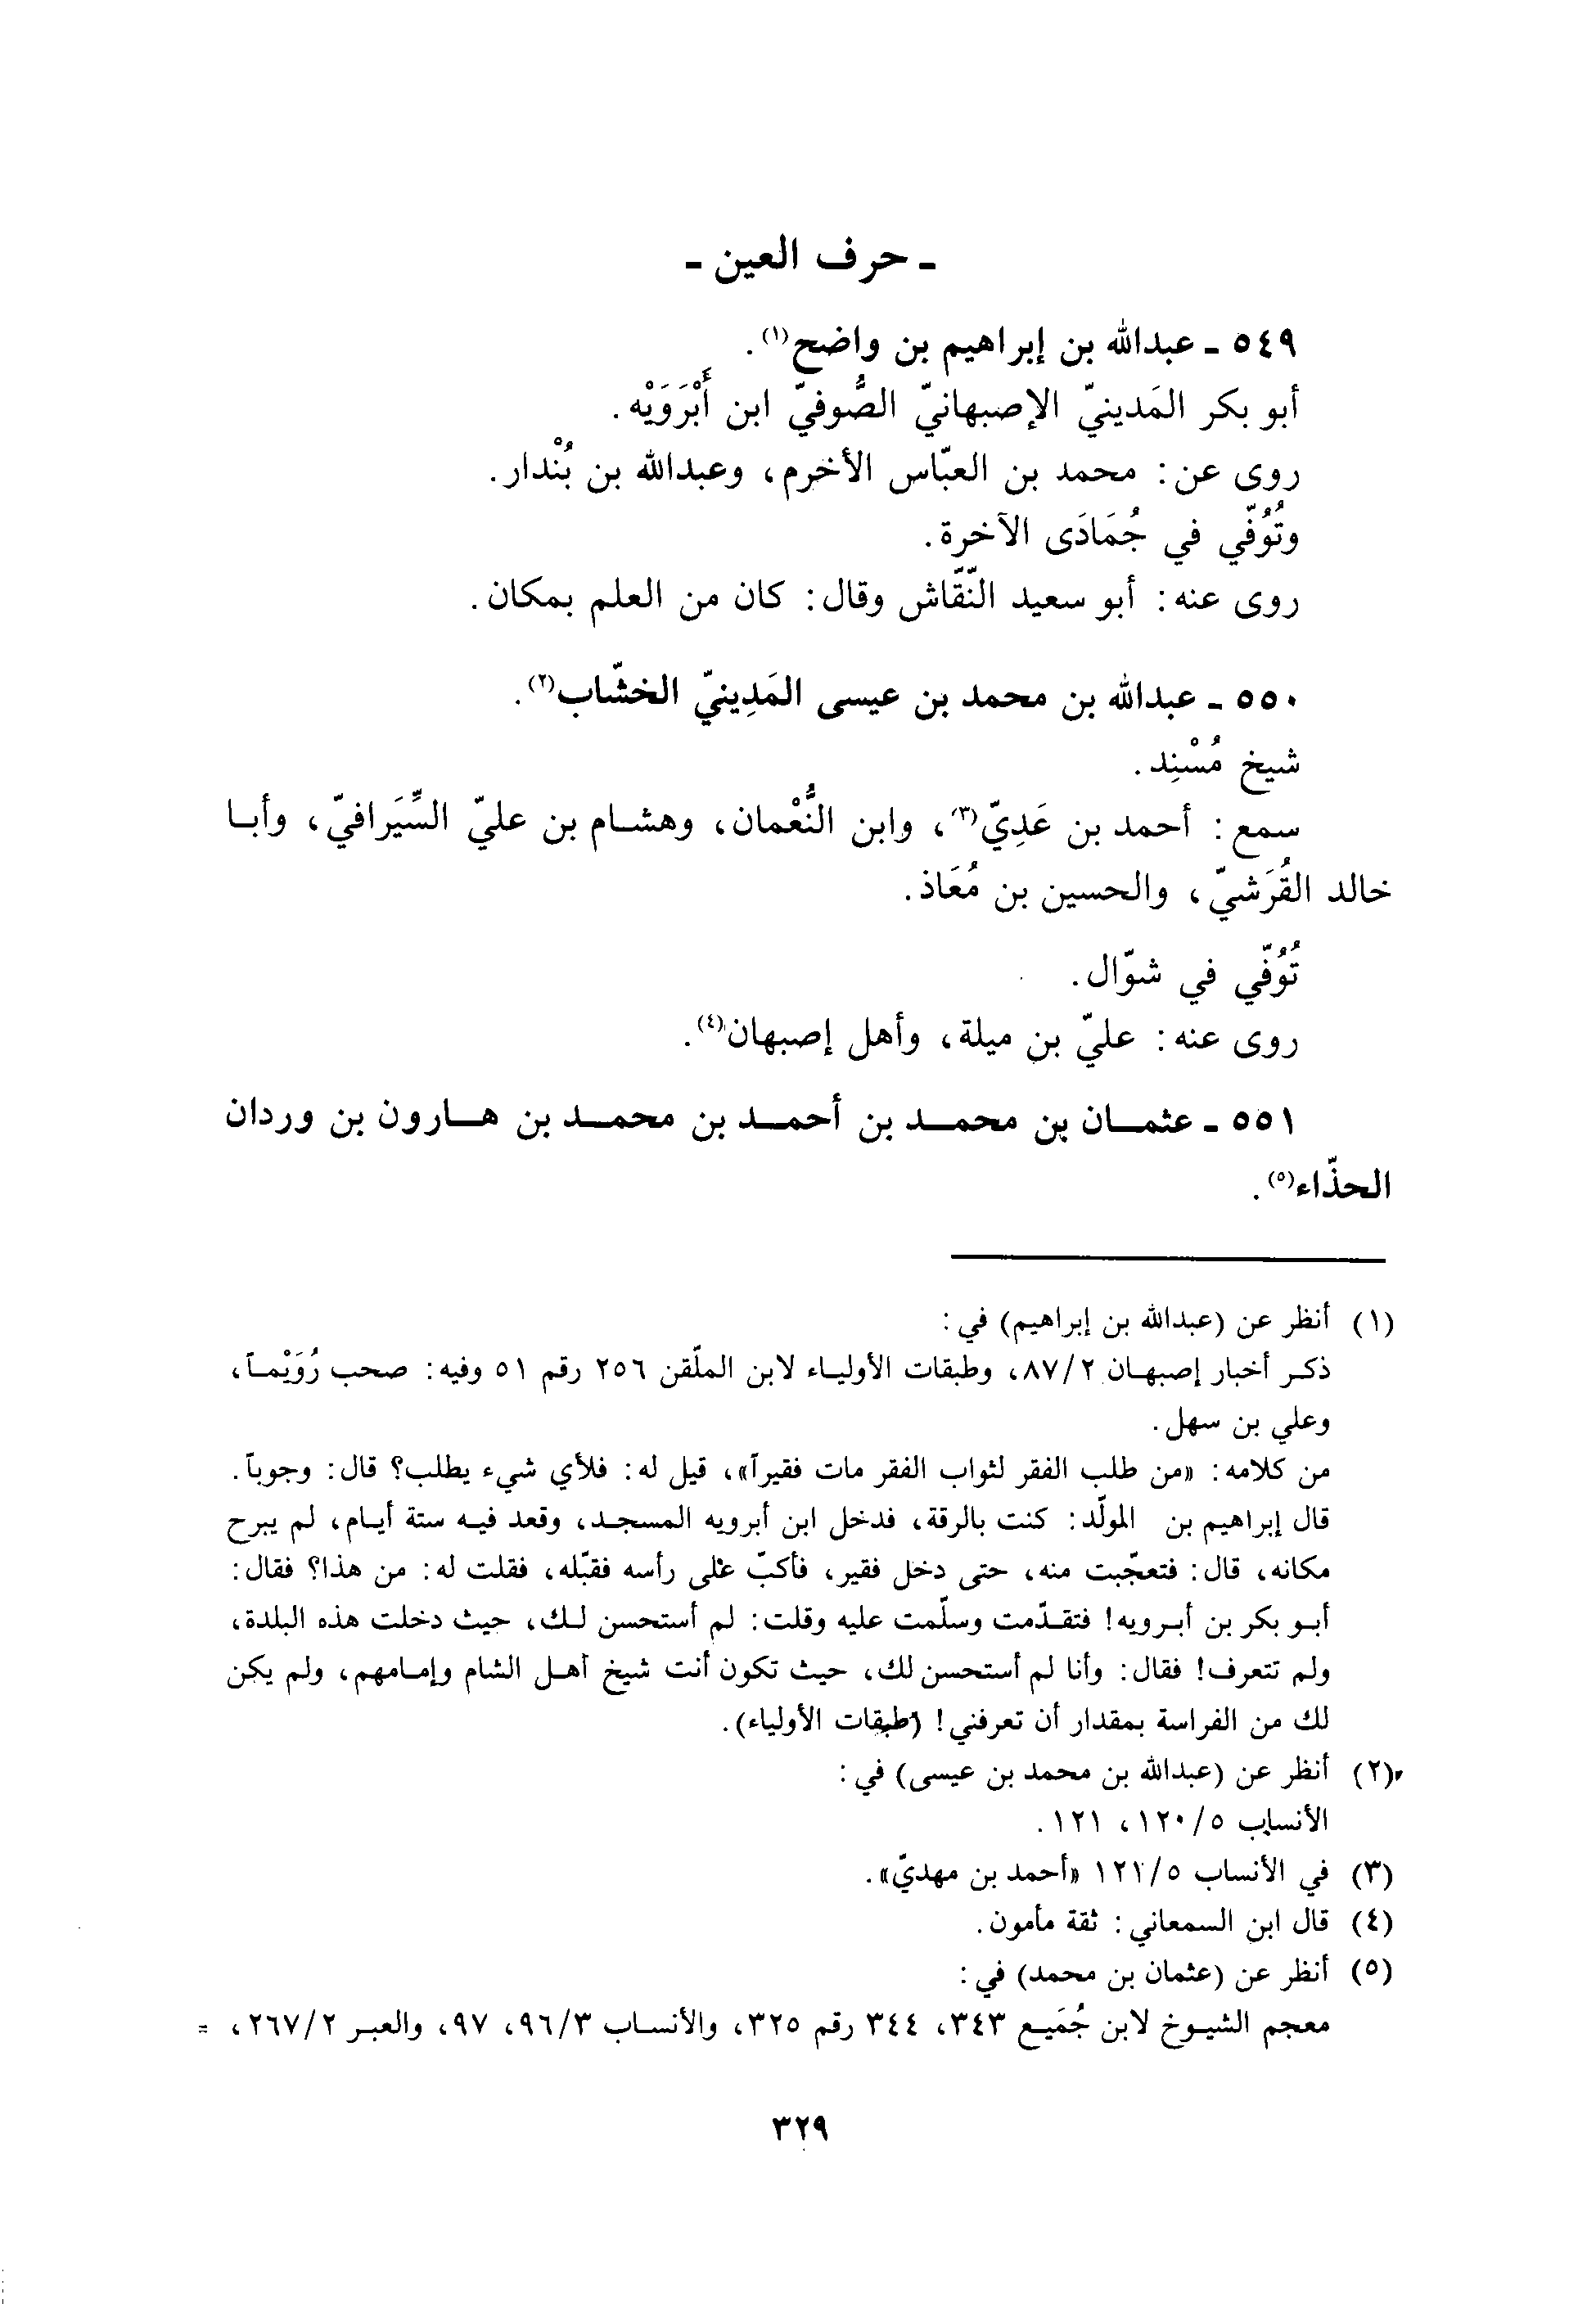 ـ حرف العين ـ
٥٤٩ ـ عبدالله بن إبراهيم بن واضح(١).
أبو بكر المَدينيّ الإصبهانيّ الصُّوفيّ ابن أَبْرَوَيْه.
روى عن: محمد بن العبّاس الأخرم، وعبدالله بن بُنْدار.
وتُوُفّي في جُمَادَى الآخرة.
روى عنه: أبو سعيد النّقّاش وقال: كان من العلم بمكان.
٥٥٠ ـ عبدالله بن محمد بن عيسى المَدِينيّ الخشّاب(٢).
شيخ مُسْنِد.
سمع: أحمد بن عَدِيّ(٣)، وابن النُّعْمان، وهشام بن عليّ السِّيَرافيّ، وأبا
خالد القُرَشيّ، والحسين بن مُعَاذ.
تُوُفّي في شوّال.
روى عنه: عليّ بن ميلة، وأهل إصبهان(٤).
٥٥١ ـ عثمان بن محمد بن أحمد بن محمد بن هارون بن وردان
الحذّاء(٥).
(١) أنظر عن (عبدالله بن إبراهيم) في:
ذكر أخبار إصبهان ٨٧/٢، وطبقات الأولياء لابن الملّقن ٢٥٦ رقم ٥١ وفيه: صحب رُوَيْماً،
وعلي بن سهل.
من كلامه: «من طلب الفقر لثواب الفقر مات فقيراً»، قيل له: فلأي شيء يطلب؟ قال: وجوباً.
قال إبراهيم بن المولّد: كنت بالرقة، فدخل ابن أبرويه المسجد، وقعد فيه ستة أيام، لم يبرح
مكانه، قال: فتعجّبت منه، حتى دخل فقير، فأكبّ على رأسه فقبّله، فقلت له: من هذا؟ فقال:
أبو بكر بن أبرويه! فتقدّمت وسلّمت عليه وقلت: لم أستحسن لك، حيث دخلت هذه البلدة،
ولم تتعرف! فقال: وأنا لم أستحسن لك، حيث تكون أنت شيخ أهل الشام وإمامهم، ولم يكن
لك من الفراسة بمقدار أن تعرفني! (طبقات الأولياء).
(٢) أنظر عن (عبدالله بن محمد بن عيسى) في:
الأنساب ١٢٠/٥، ١٢١.
(٣) في الأنساب ١٢١/٥ «أحمد بن مهديّ».
(٤) قال ابن السمعاني: ثقة مأمون.
(٥) أنظر عن (عثمان بن محمد) في:
معجم الشيوخ لابن جُمَيع ٣٤٣، ٣٤٤ رقم ٣٢٥، والأنساب ٩٦/٣، ٩٧، والعبر ٢٦٧/٢، =
٣٢٩